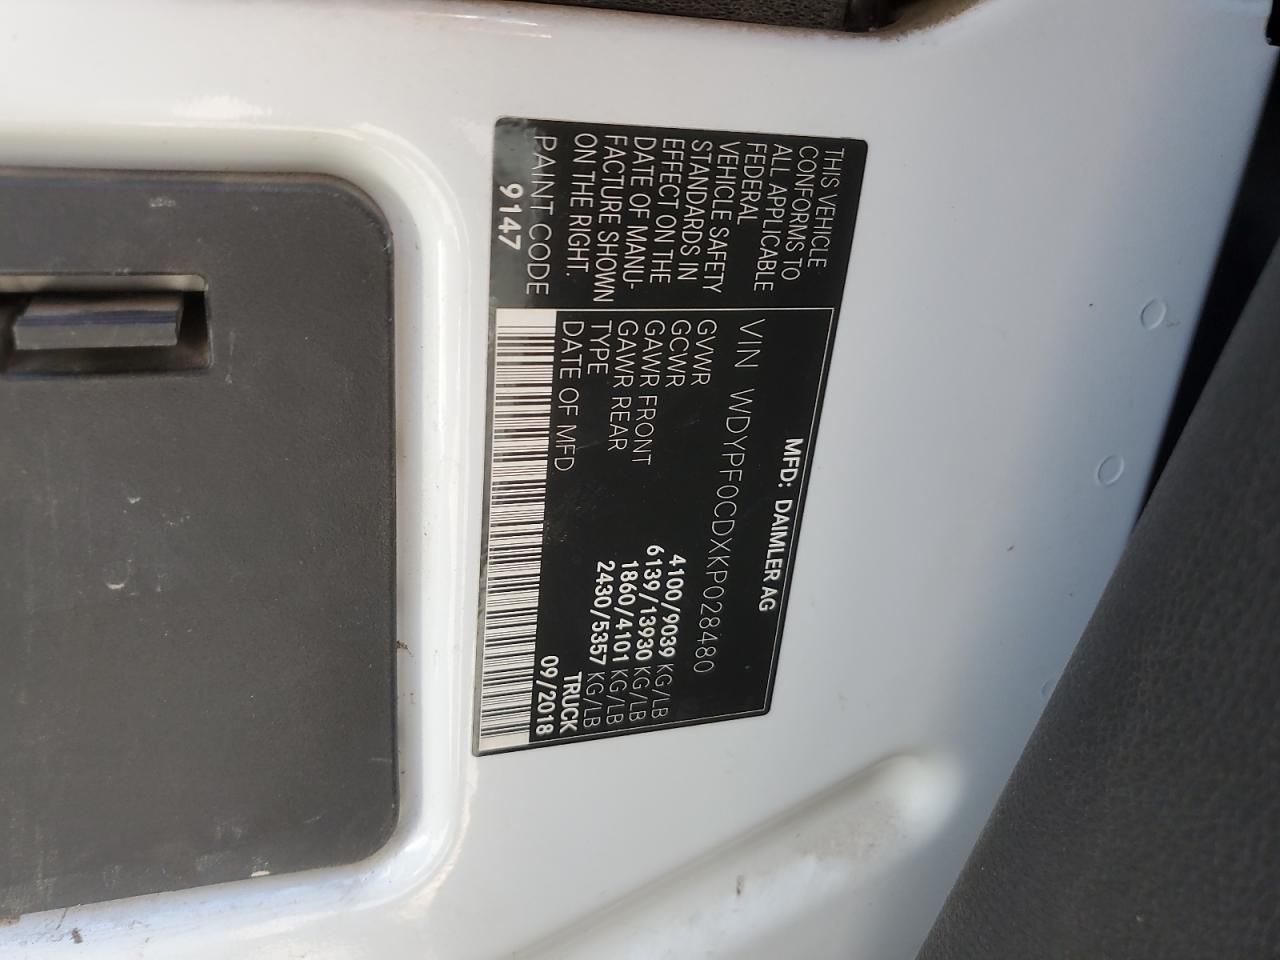 THIS VEHICLE
CONFORMS TO
ALL APPLICABLE
FEDERAL
VEHICLE SAFETY
STANDARDS IN
EFFECT ON THE
DATE OF MANU-
FACTURE SHOWN
ON THE RIGHT.
PAINT CODE
9147
MFD: DAIMLER AG
VIN WDYPF0CDXKP028480
GVWR 4100/9039 KG/LB
GCWR 6139/13930 KG/LB
GAWR FRONT 1860/4101 KG/LB
GAWR REAR 2430/5357 KG/LB
TYPE TRUCK
DATE OF MFD 09/2018